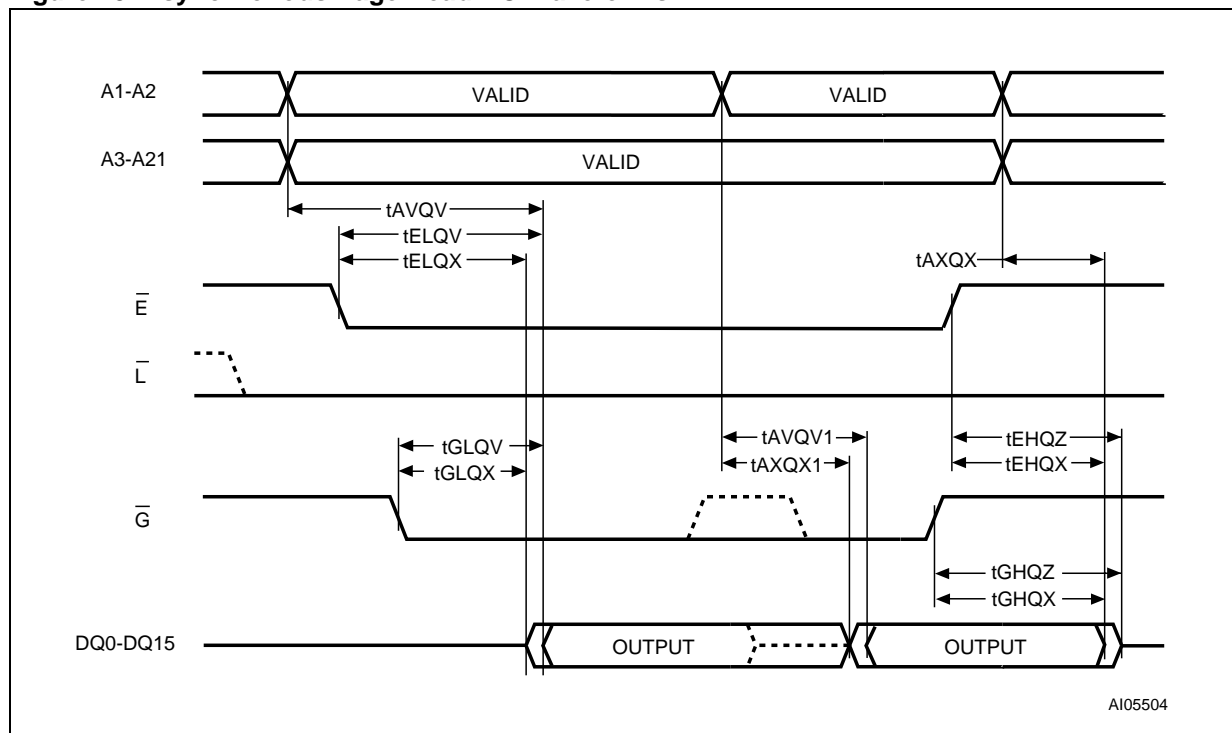 A1-A2
VALID
VALID
A3-A21
VALID
tAVQV
tELQV
tELQX
tAXQX
E
L
tGLQV
tGLQX
tAVQV1
tAXQX1
tEHQZ
tEHQX
G
tGHQZ
tGHQX
DQ0-DQ15
OUTPUT
OUTPUT
AI05504